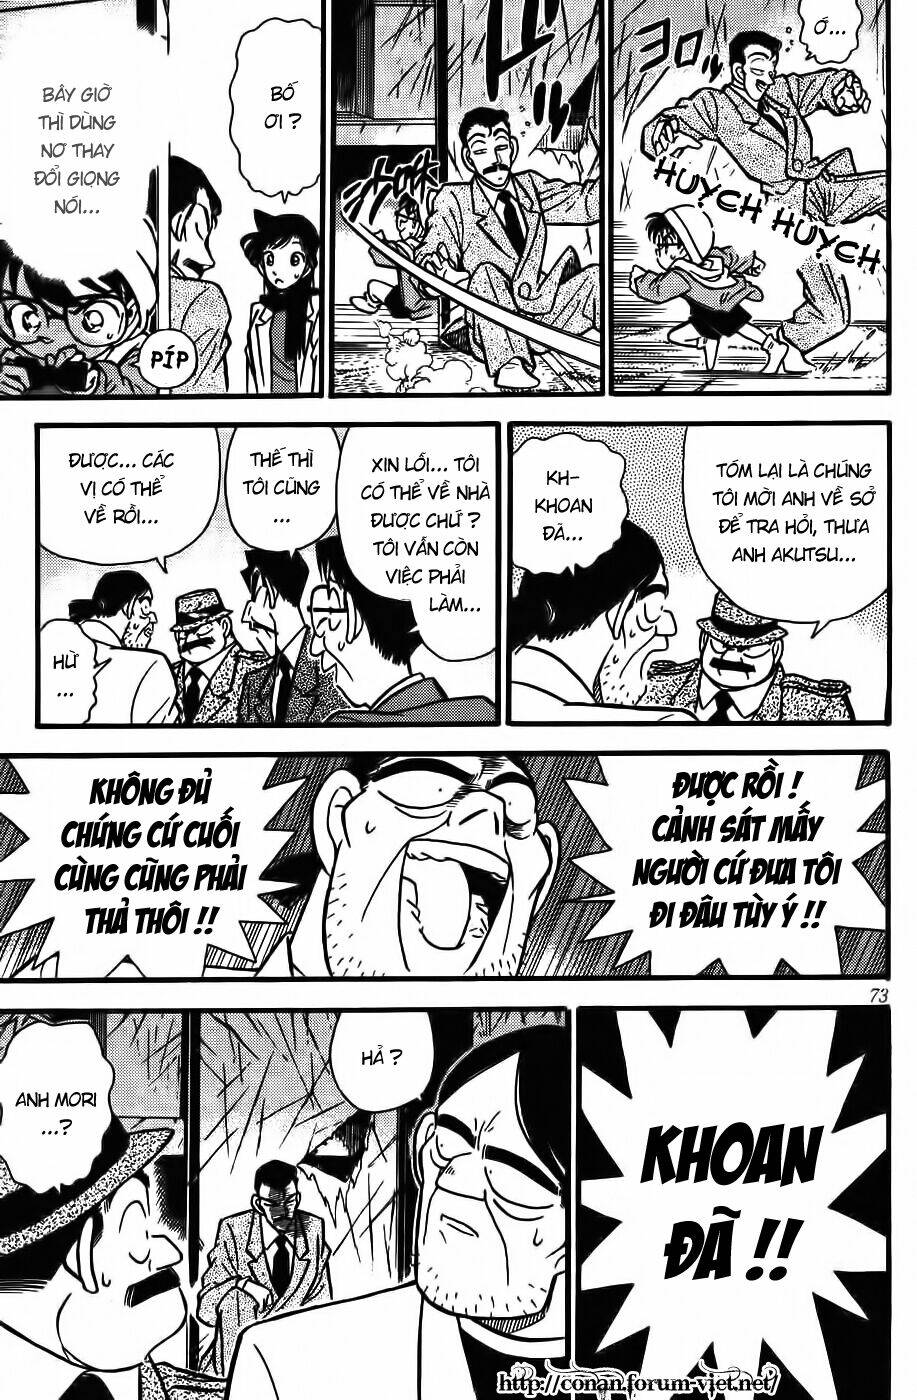 Ớ...
ヨロ
HUỴCH HUỴCH
BỐ
ƠI ?
BÂY GIỜ
THÌ DÙNG
NƠ THAY
ĐỔI GIỌNG
NÓI...
PÍP
TÓM LẠI LÀ CHÚNG
TÔI MỜI ANH VỀ SỞ
ĐỂ TRA HỎI, THƯA
ANH AKUTSU...
KH-
KHOAN
ĐÃ...
XIN LỖI... TÔI
CÓ THỂ VỀ NHÀ
ĐƯỢC CHỨ ?
TÔI VẪN CÒN
VIỆC PHẢI
LÀM...
THẾ THÌ
TÔI CŨNG
...
ĐƯỢC... CÁC
VỊ CÓ THỂ
VỀ RỒI...
HỪ
...
ĐƯỢC RỒI !
CẢNH SÁT MẤY
NGƯỜI CỨ ĐƯA TÔI
ĐI ĐÂU TÙY Ý !!
KHÔNG ĐỦ
CHỨNG CỨ CUỐI
CÙNG CŨNG PHẢI
THẢ THÔI !!
73
KHOAN
ĐÃ !!
HẢ ?
ANH MORI
...?
http://conan.forum-viet.net/